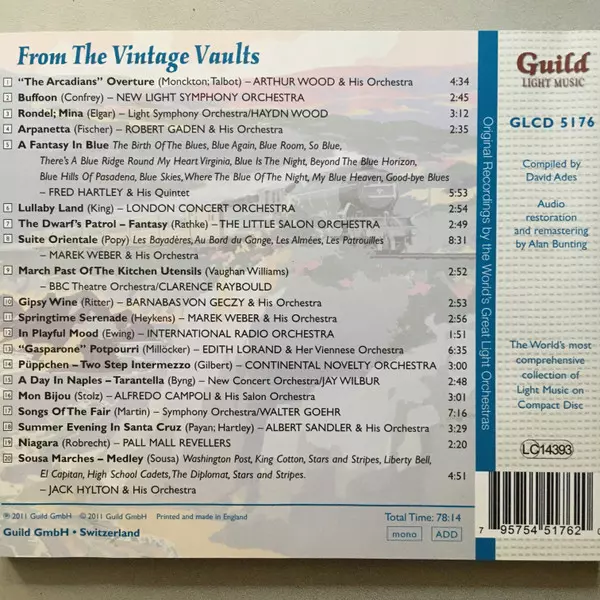 From The Vintage Vaults
1 "The Arcadians" Overture (Monckton; Talbot) – ARTHUR WOOD & His Orchestra 4:34
2 Buffoon (Confrey) – NEW LIGHT SYMPHONY ORCHESTRA 2:45
3 Rondel; Mina (Elgar) – Light Symphony Orchestra/HAYDN WOOD 3:12
4 Arpanetta (Fischer) – ROBERT GADEN & His Orchestra 2:35
5 A Fantasy In Blue The Birth Of The Blues, Blue Again, Blue Room, So Blue,
There's A Blue Ridge Round My Heart Virginia, Blue Is The Night, Beyond The Blue Horizon,
Blue Hills Of Pasadena, Blue Skies, Where The Blue Of The Night, My Blue Heaven, Good-bye Blues
– FRED HARTLEY & His Quintet 5:53
6 Lullaby Land (King) – LONDON CONCERT ORCHESTRA 2:54
7 The Dwarf's Patrol – Fantasy (Rathke) – THE LITTLE SALON ORCHESTRA 2:49
8 Suite Orientale (Popy) Les Bayadères, Au Bord du Gange, Les Almées, Les Patrouilles 8:31
– MAREK WEBER & His Orchestra
9 March Past Of The Kitchen Utensils (Vaughan Williams) 2:52
– BBC Theatre Orchestra/CLARENCE RAYBOULD
10 Gipsy Wine (Ritter) – BARNABAS VON GECZY & His Orchestra 2:53
11 Springtime Serenade (Heykens) – MAREK WEBER & His Orchestra 2:56
12 In Playful Mood (Ewing) – INTERNATIONAL RADIO ORCHESTRA 1:51
13 "Gasparone" Potpourri (Millöcker) – EDITH LORAND & Her Viennese Orchestra 6:35
14 Püppchen – Two Step Intermezzo (Gilbert) – CONTINENTAL NOVELTY ORCHESTRA 3:00
15 A Day In Naples – Tarantella (Byng) – New Concert Orchestra/JAY WILBUR 2:48
16 Mon Bijou (Stolz) – ALFREDO CAMPOLI & His Salon Orchestra 3:01
17 Songs Of The Fair (Martin) – Symphony Orchestra/WALTER GOEHR 7:16
18 Summer Evening In Santa Cruz (Payan; Hartley) – ALBERT SANDLER & His Orchestra 3:29
19 Niagara (Robrecht) – PALL MALL REVELLERS 2:20
20 Sousa Marches – Medley (Sousa) Washington Post, King Cotton, Stars and Stripes, Liberty Bell,
El Capitan, High School Cadets, The Diplomat, Stars and Stripes. 4:51
– JACK HYLTON & His Orchestra
℗ 2011 Guild GmbH © 2011 Guild GmbH Printed and made in England
Guild GmbH • Switzerland
Total Time: 78:14
mono ADD
Original Recordings by the World's Great Light Orchestras
Guild
LIGHT MUSIC
GLCD 5176
Compiled by
David Ades
Audio
restoration
and remastering
by Alan Bunting
The World's most
comprehensive
collection of
Light Music on
Compact Disc
LC14393
7 95754 51762 0